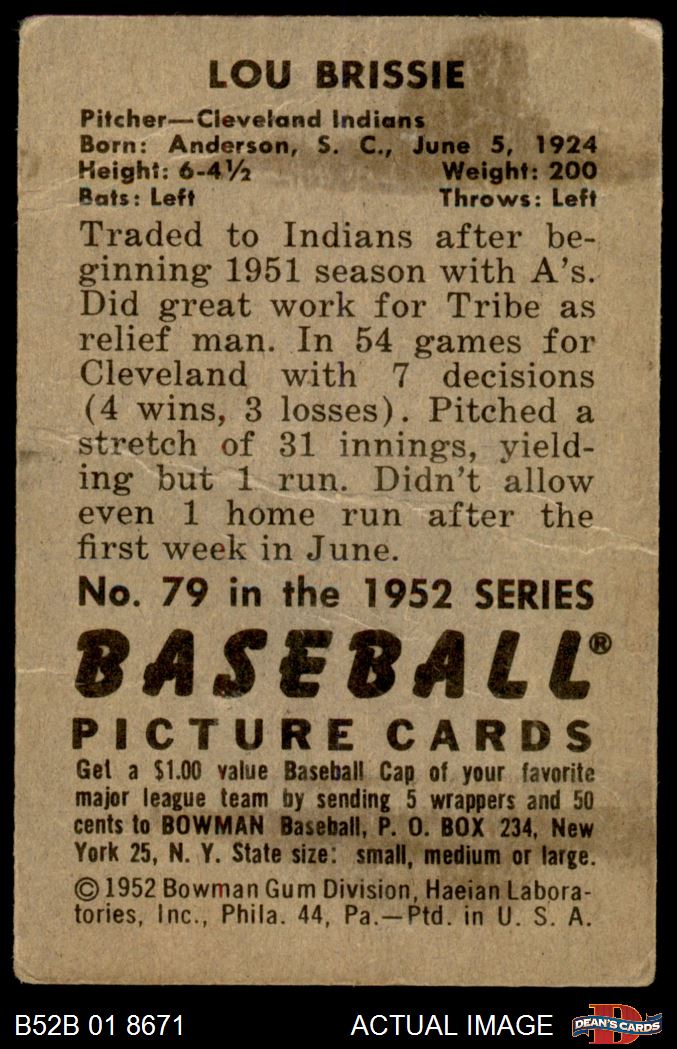 LOU BRISSIE
Pitcher—Cleveland Indians
Born: Anderson, S. C., June 5, 1924
Height: 6-4½ Weight: 200
Bats: Left Throws: Left
Traded to Indians after be-
ginning 1951 season with A's.
Did great work for Tribe as
relief man. In 54 games for
Cleveland with 7 decisions
(4 wins, 3 losses). Pitched a
stretch of 31 innings, yield-
ing but 1 run. Didn't allow
even 1 home run after the
first week in June.
No. 79 in the 1952 SERIES
BASEBALL®
PICTURE CARDS
Get a $1.00 value Baseball Cap of your favorite
major league team by sending 5 wrappers and 50
cents to BOWMAN Baseball, P. O. BOX 234, New
York 25, N. Y. State size: small, medium or large.
© 1952 Bowman Gum Division, Haeian Labora-
tories, Inc., Phila. 44, Pa.—Ptd. in U. S. A.
B52B 01 8671 ACTUAL IMAGE DEAN'S CARDS